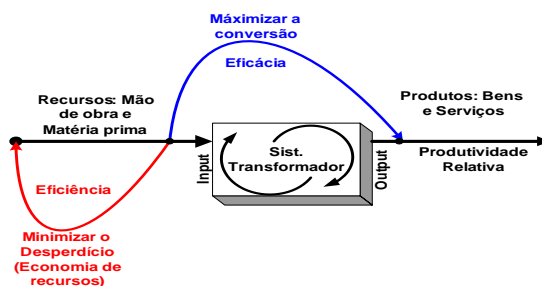 Máximizar a
conversão
Eficácia
Recursos: Mão
de obra e
Matéria prima
Produtos: Bens
e Serviços
Input
Sist.
Transformador
Output
Produtividade
Relativa
Eficiência
Minimizar o
Desperdício
(Economia de
recursos)